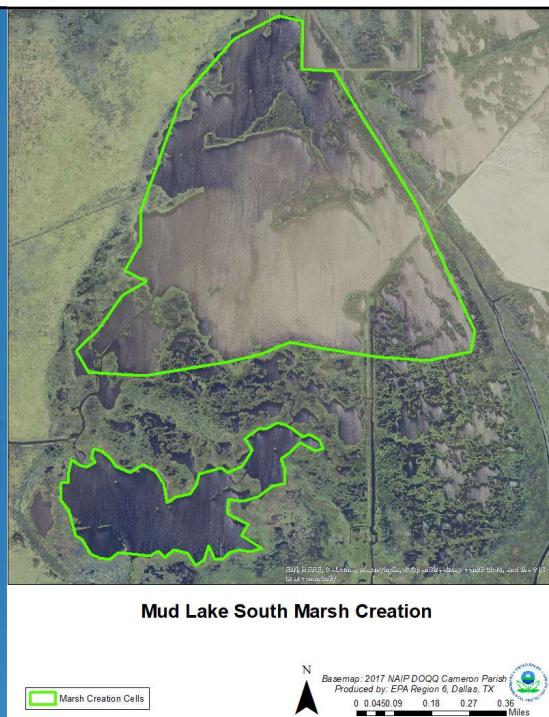 Mud Lake South Marsh Creation
Marsh Creation Cells
N
Basemap: 2017 NAIP DOQQ Cameron Parish
Produced by: EPA Region 6, Dallas, TX
0 0.045 0.09 0.18 0.27 0.36
Miles